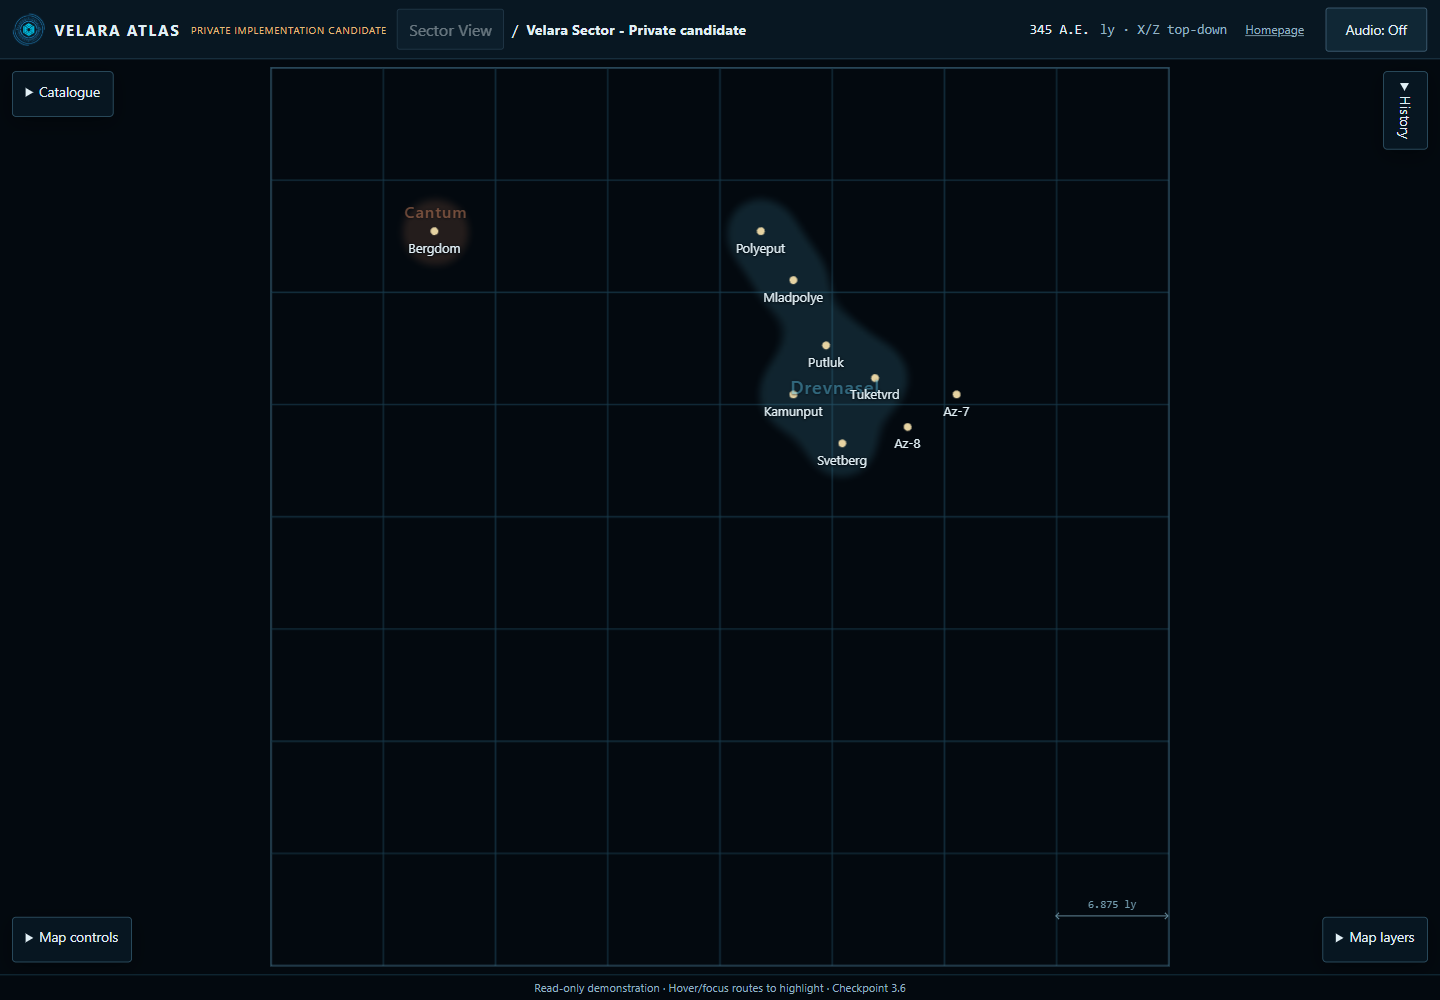 VELARA ATLAS PRIVATE IMPLEMENTATION CANDIDATE Sector View / Velara Sector - Private candidate 345 A.E. ly · X/Z top-down Homepage Audio: Off
▶ Catalogue
▶ History
Cantum
Bergdom
Polyeput
Mladpolye
Putluk
Drevnasel
Tuketvrd
Kamunput
Az-7
Az-8
Svetberg
6.875 ly
▶ Map controls
▶ Map layers
Read-only demonstration · Hover/focus routes to highlight · Checkpoint 3.6